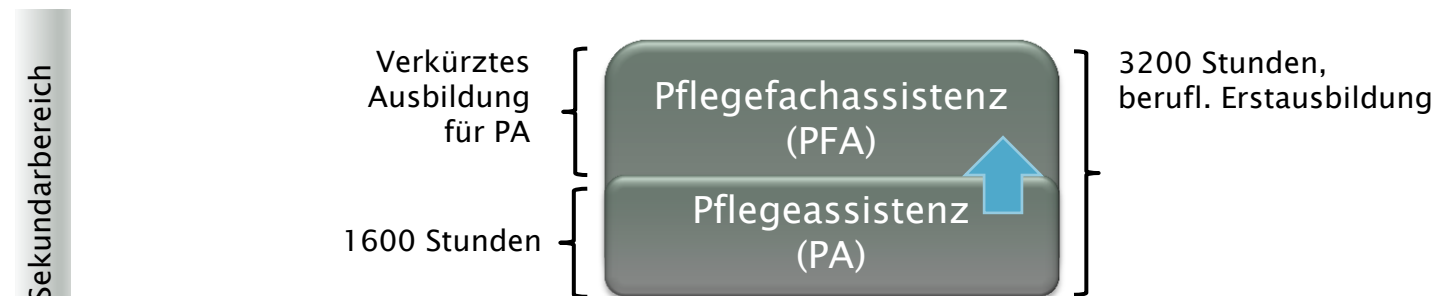 Sekundarbereich
Verkürztes
Ausbildung
für PA
Pflegefachassistenz
(PFA)
3200 Stunden,
berufl. Erstausbildung
1600 Stunden
Pflegeassistenz
(PA)